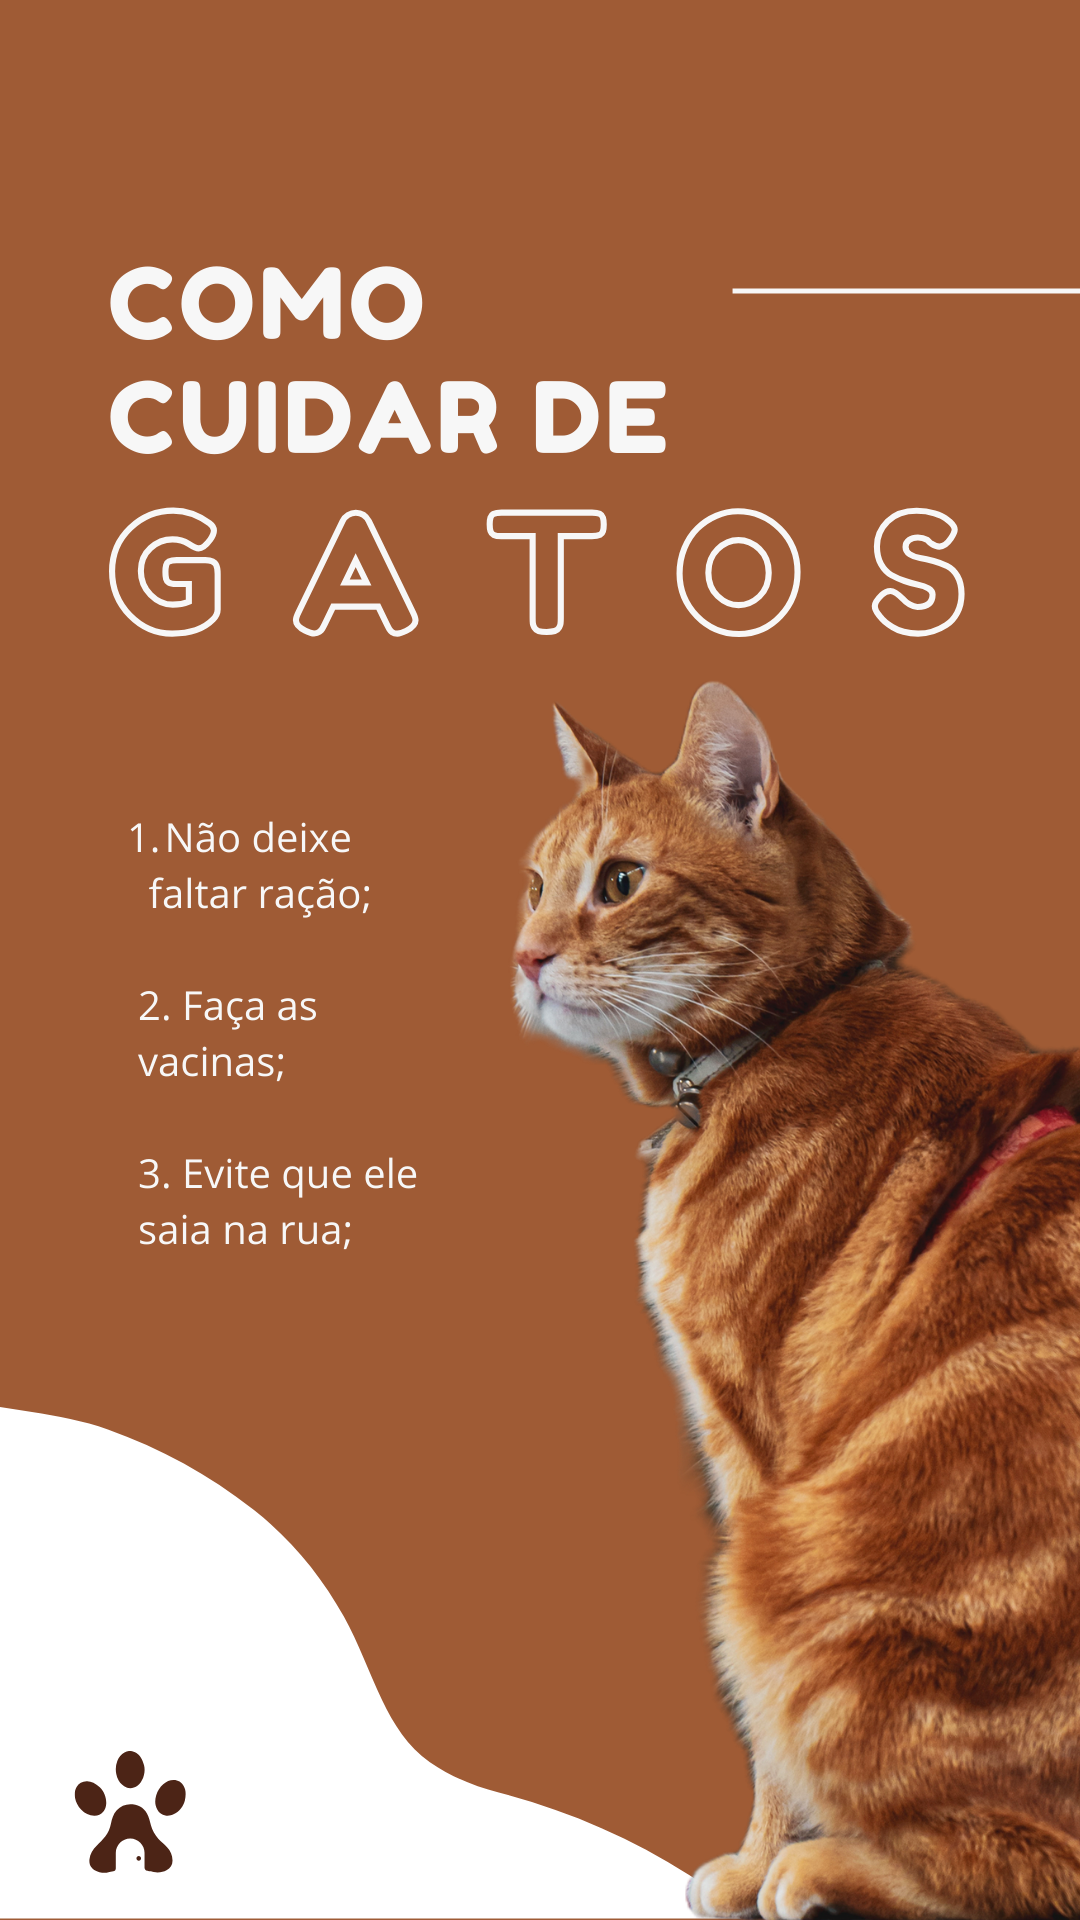 COMO
CUIDAR DE
GATOS
1. Não deixe
faltar ração;
2. Faça as
vacinas;
3. Evite que ele
saia na rua;